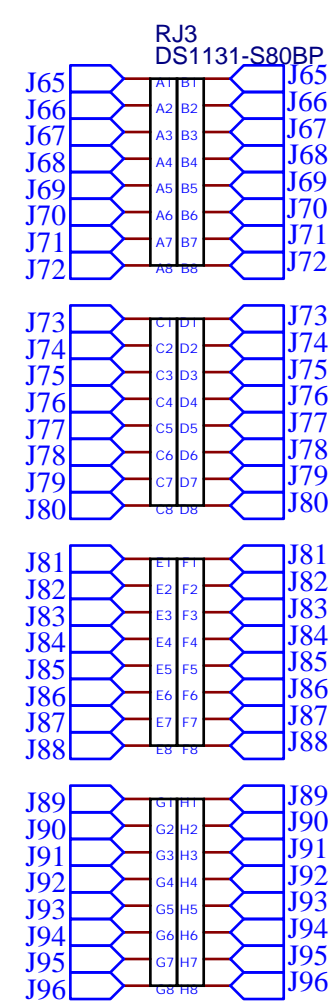 RJ3
DS1131-S80BP
J65 A1 B1 J65
J66 A2 B2 J66
J67 A3 B3 J67
J68 A4 B4 J68
J69 A5 B5 J69
J70 A6 B6 J70
J71 A7 B7 J71
J72 A8 B8 J72
J73 C1 D1 J73
J74 C2 D2 J74
J75 C3 D3 J75
J76 C4 D4 J76
J77 C5 D5 J77
J78 C6 D6 J78
J79 C7 D7 J79
J80 C8 D8 J80
J81 E1 F1 J81
J82 E2 F2 J82
J83 E3 F3 J83
J84 E4 F4 J84
J85 E5 F5 J85
J86 E6 F6 J86
J87 E7 F7 J87
J88 E8 F8 J88
J89 G1 H1 J89
J90 G2 H2 J90
J91 G3 H3 J91
J92 G4 H4 J92
J93 G5 H5 J93
J94 G6 H6 J94
J95 G7 H7 J95
J96 G8 H8 J96